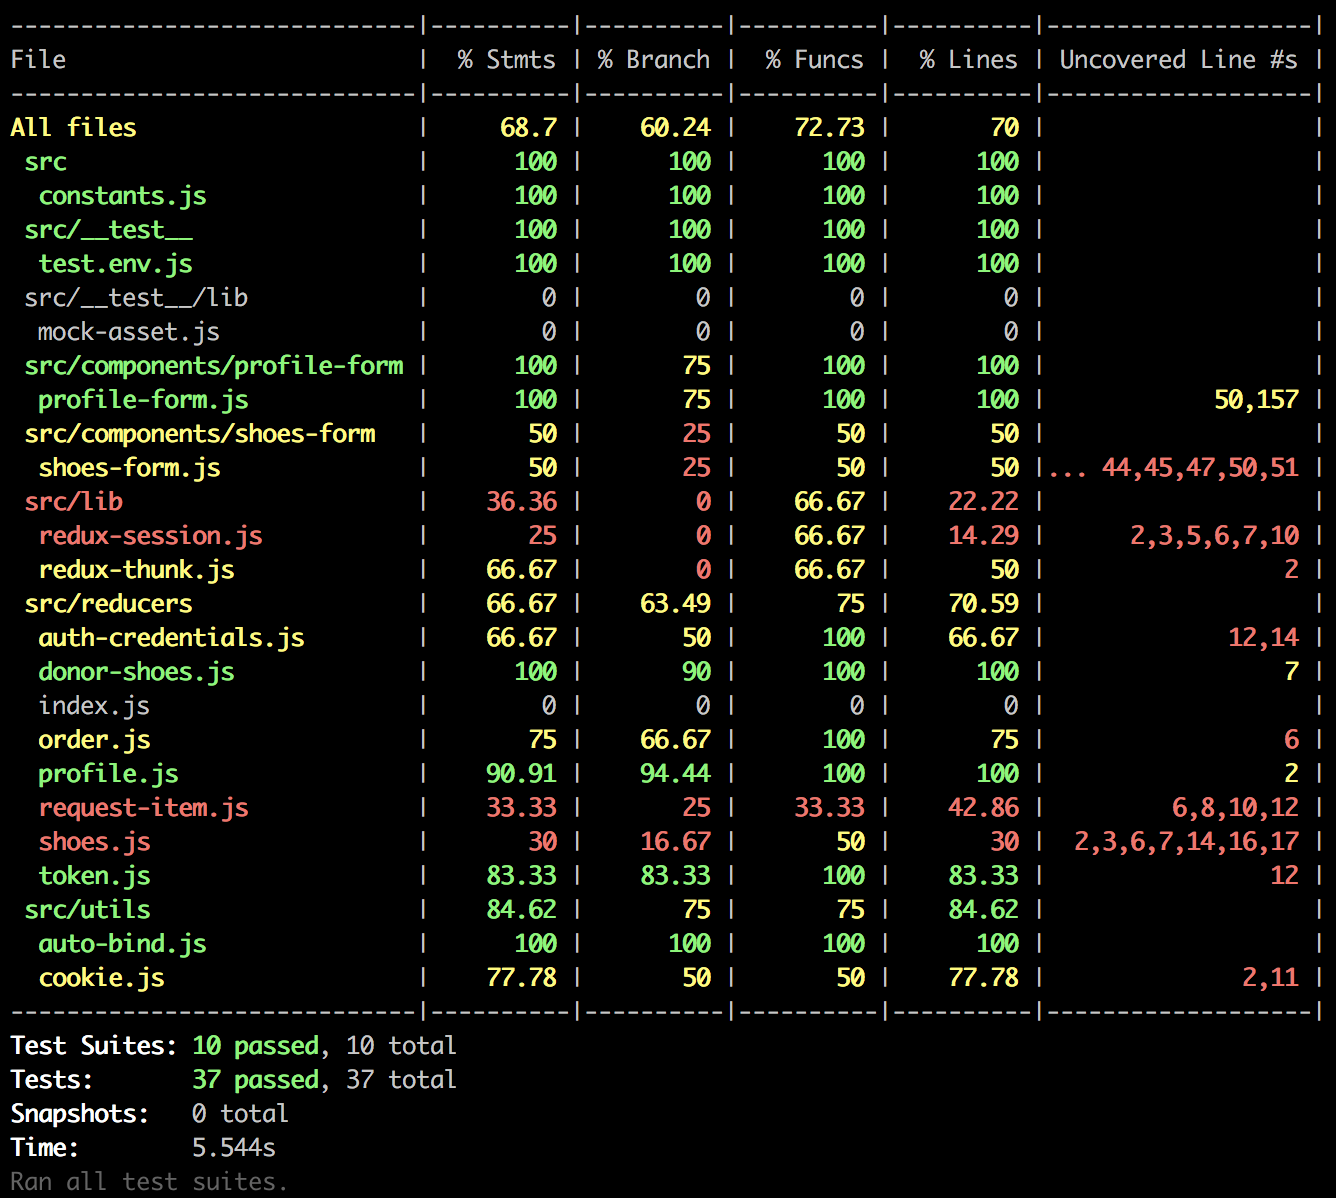 -----------------------------|----------|----------|----------|----------|-------------------|
File                         |  % Stmts | % Branch |  % Funcs |  % Lines | Uncovered Line #s |
-----------------------------|----------|----------|----------|----------|-------------------|
All files                    |     68.7 |    60.24 |    72.73 |       70 |                   |
 src                         |      100 |      100 |      100 |      100 |                   |
  constants.js               |      100 |      100 |      100 |      100 |                   |
 src/__test__                |      100 |      100 |      100 |      100 |                   |
  test.env.js                |      100 |      100 |      100 |      100 |                   |
 src/__test__/lib            |        0 |        0 |        0 |        0 |                   |
  mock-asset.js              |        0 |        0 |        0 |        0 |                   |
 src/components/profile-form |      100 |       75 |      100 |      100 |                   |
  profile-form.js            |      100 |       75 |      100 |      100 |            50,157 |
 src/components/shoes-form   |       50 |       25 |       50 |       50 |                   |
  shoes-form.js              |       50 |       25 |       50 |       50 |... 44,45,47,50,51 |
 src/lib                     |    36.36 |        0 |    66.67 |    22.22 |                   |
  redux-session.js           |       25 |        0 |    66.67 |    14.29 |      2,3,5,6,7,10 |
  redux-thunk.js             |    66.67 |        0 |    66.67 |       50 |                 2 |
 src/reducers                |    66.67 |    63.49 |       75 |    70.59 |                   |
  auth-credentials.js        |    66.67 |       50 |      100 |    66.67 |             12,14 |
  donor-shoes.js             |      100 |       90 |      100 |      100 |                 7 |
  index.js                   |        0 |        0 |        0 |        0 |                   |
  order.js                   |       75 |    66.67 |      100 |       75 |                 6 |
  profile.js                 |    90.91 |    94.44 |      100 |      100 |                 2 |
  request-item.js            |    33.33 |       25 |    33.33 |    42.86 |         6,8,10,12 |
  shoes.js                   |       30 |    16.67 |       50 |       30 |  2,3,6,7,14,16,17 |
  token.js                   |    83.33 |    83.33 |      100 |    83.33 |                12 |
 src/utils                   |    84.62 |       75 |       75 |    84.62 |                   |
  auto-bind.js               |      100 |      100 |      100 |      100 |                   |
  cookie.js                  |    77.78 |       50 |       50 |    77.78 |              2,11 |
-----------------------------|----------|----------|----------|----------|-------------------|
Test Suites: 10 passed, 10 total
Tests:       37 passed, 37 total
Snapshots:   0 total
Time:        5.544s
Ran all test suites.